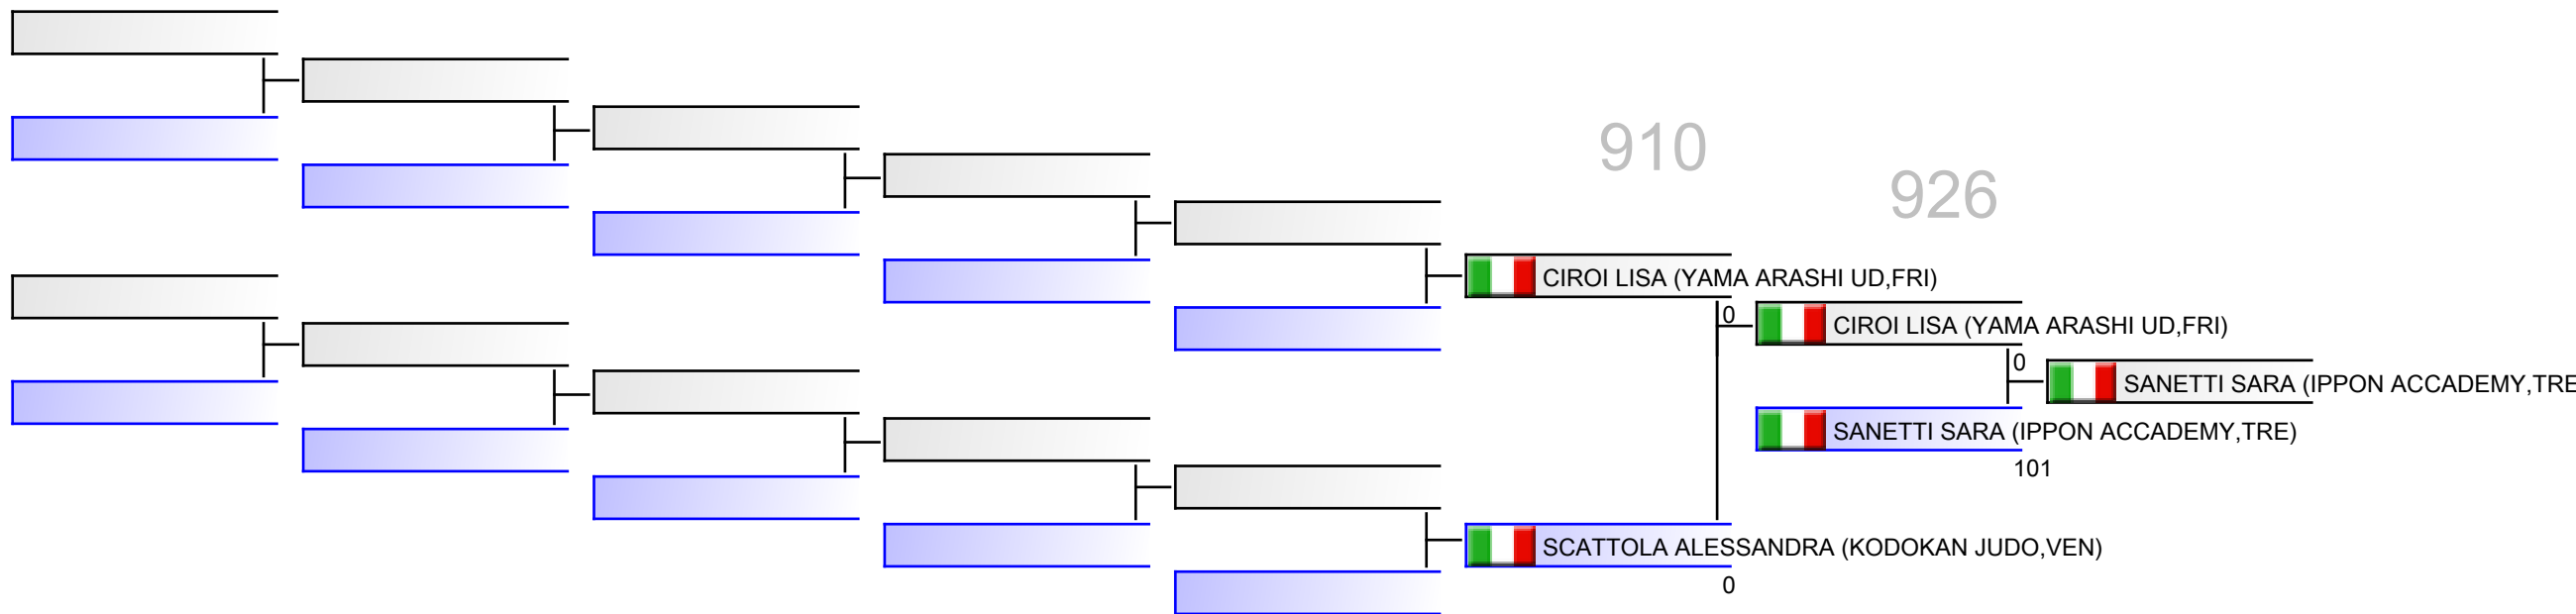 910
926
CIROI LISA (YAMA ARASHI UD,FRI)
0
CIROI LISA (YAMA ARASHI UD,FRI)
0
SANETTI SARA (IPPON ACCADEMY,TRE
SANETTI SARA (IPPON ACCADEMY,TRE)
101
SCATTOLA ALESSANDRA (KODOKAN JUDO,VEN)
0